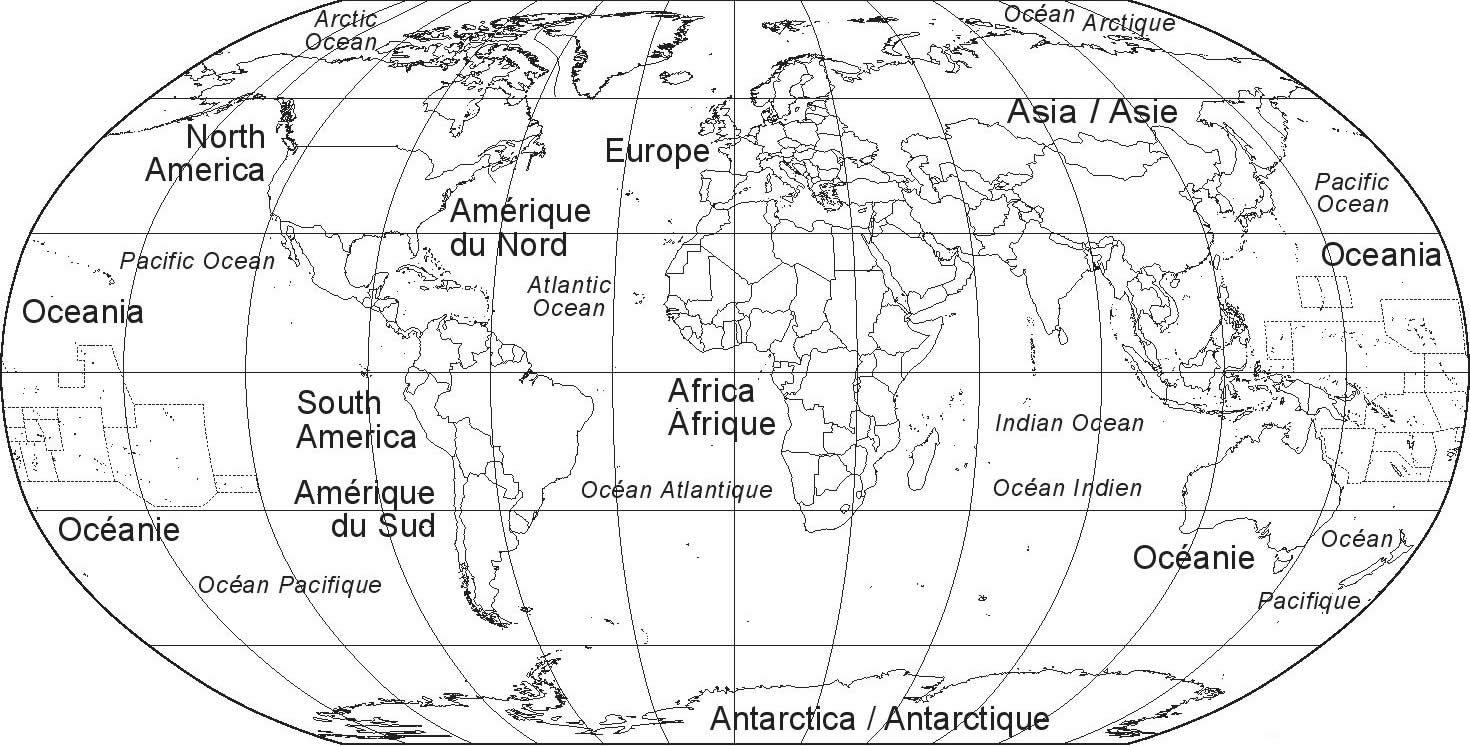 Arctic
Ocean
Océan Arctique
North
America
Europe
Asia / Asie
Amérique
du Nord
Pacific
Ocean
Pacific Ocean
Atlantic
Ocean
Oceania
Oceania
South
America
Africa
Afrique
Indian Ocean
Amérique
du Sud
Océan Atlantique
Océan Indien
Océanie
Océan Pacifique
Océanie
Océan
Pacifique
Antarctica / Antarctique